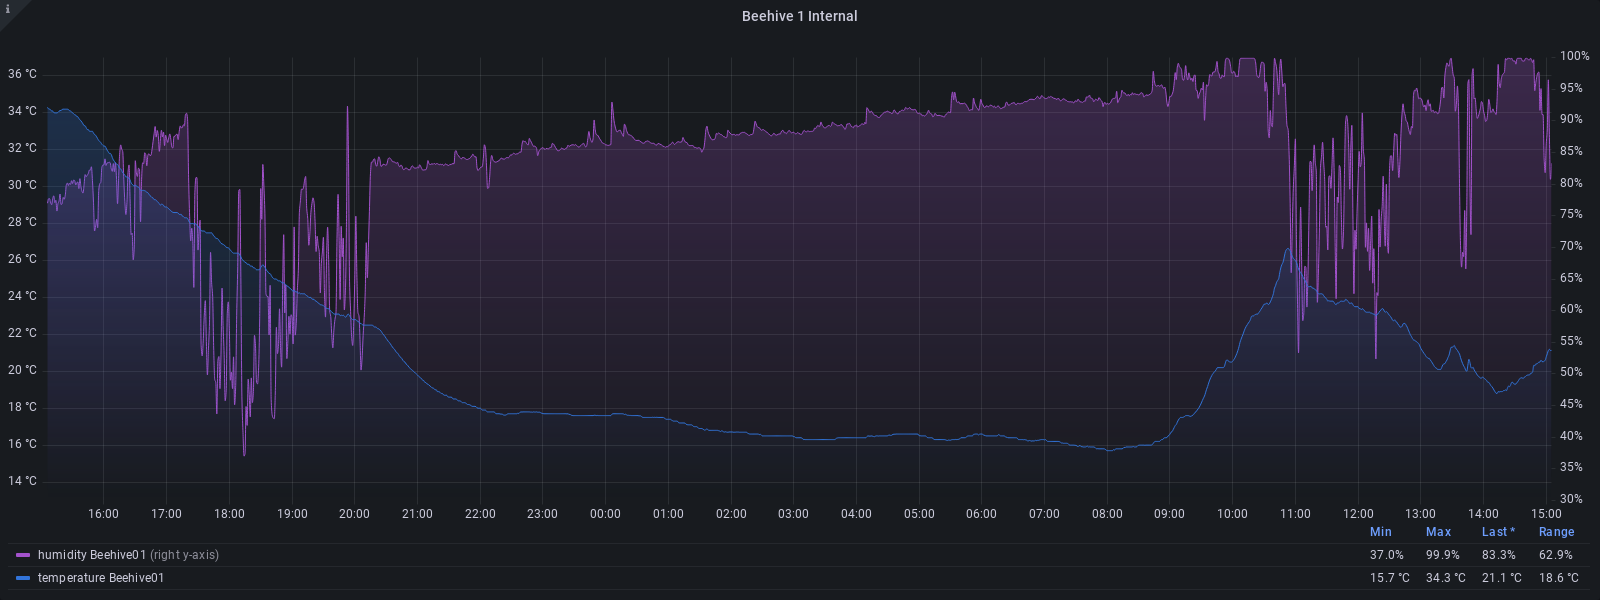 i
Beehive 1 Internal
36 °C
34 °C
32 °C
30 °C
28 °C
26 °C
24 °C
22 °C
20 °C
18 °C
16 °C
14 °C
100%
95%
90%
85%
80%
75%
70%
65%
60%
55%
50%
45%
40%
35%
30%
16:00 17:00 18:00 19:00 20:00 21:00 22:00 23:00 00:00 01:00 02:00 03:00 04:00 05:00 06:00 07:00 08:00 09:00 10:00 11:00 12:00 13:00 14:00 15:00
Min Max Last * Range
humidity Beehive01 (right y-axis) 37.0% 99.9% 83.3% 62.9%
temperature Beehive01 15.7 °C 34.3 °C 21.1 °C 18.6 °C